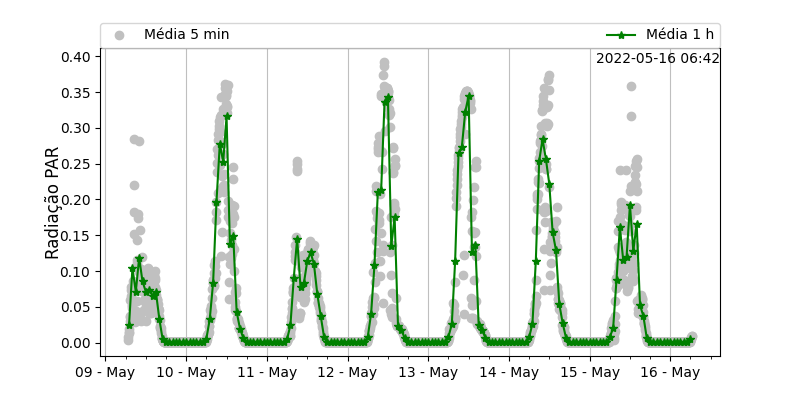 Média 5 min
Média 1 h
2022-05-16 06:42
Radiação PAR
0.40
0.35
0.30
0.25
0.20
0.15
0.10
0.05
0.00
09 - May 10 - May 11 - May 12 - May 13 - May 14 - May 15 - May 16 - May